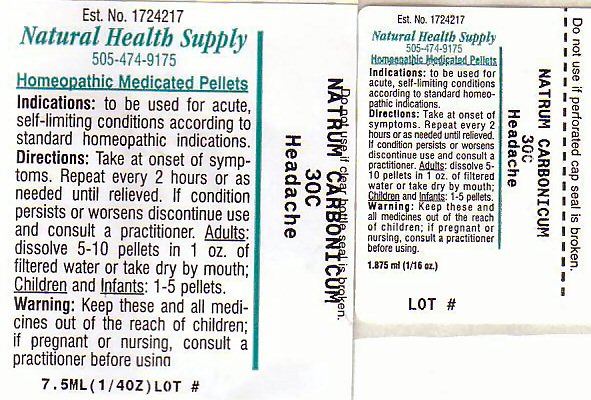 Est. No. 1724217
Natural Health Supply
505-474-9175
Homeopathic Medicated Pellets
Indications: to be used for acute,
self-limiting conditions according to
standard homeopathic indications.
Directions: Take at onset of symp-
toms. Repeat every 2 hours or as
needed until relieved. If condition
persists or worsens discontinue use
and consult a practitioner. Adults:
dissolve 5-10 pellets in 1 oz. of
filtered water or take dry by mouth;
Children and Infants: 1-5 pellets.
Warning: Keep these and all medi-
cines out of the reach of children;
if pregnant or nursing, consult a
practitioner before using
7.5ML(1/4OZ)LOT #
Do not use if clear bottle seal is broken.
NATRUM CARBONICUM
30C
Headache
Est. No. 1724217
Natural Health Supply
505-474-9175
Homeopathic Medicated Pellets
Indications: to be used for
acute, self-limiting conditions
according to standard homeo-
pathic indications.
Directions: Take at onset of
symptoms. Repeat every 2
hours or as needed until relieved.
If condition persists or worsens
discontinue use and consult a
practitioner. Adults: dissolve 5-
10 pellets in 1 oz. of filtered
water or take dry by mouth;
Children and Infants: 1-5 pellets.
Warning: Keep these and
all medicines out of the reach
of children; if pregnant or
nursing, consult a practitioner
before using.
1.875 ml (1/16 oz.)
LOT #
NATRUM CARBONICUM
30C
Headache
Do not use if perforated cap seal is broken.